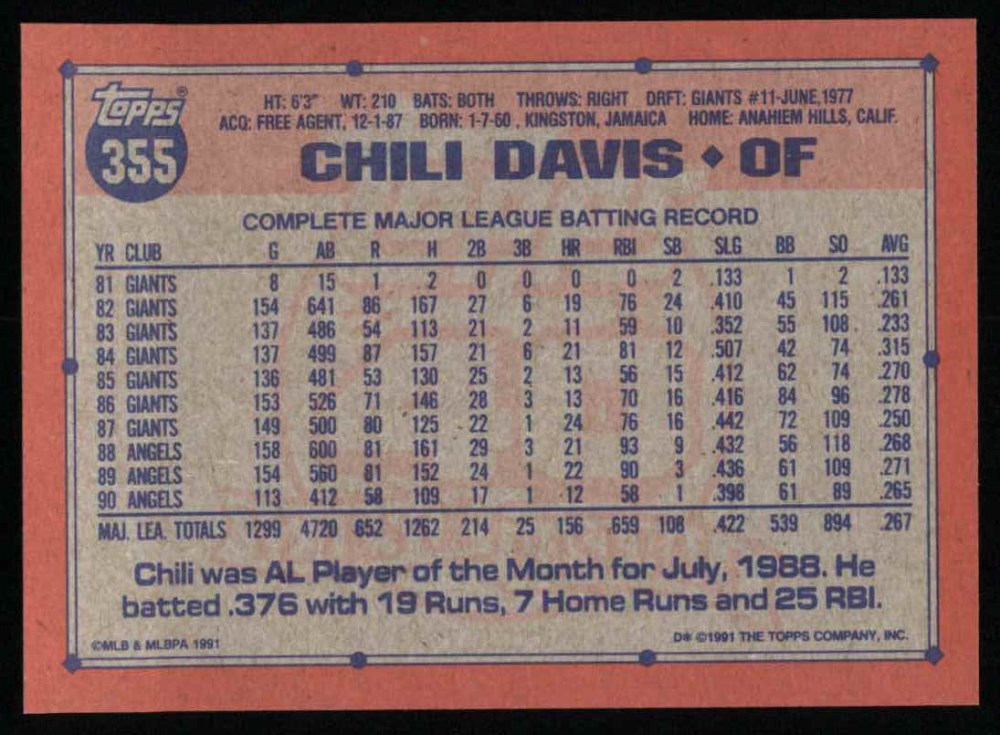 Topps®
355
HT: 6'3" WT: 210 BATS: BOTH THROWS: RIGHT DRFT: GIANTS #11-JUNE, 1977
ACQ: FREE AGENT, 12-1-87 BORN: 1-7-60 , KINGSTON, JAMAICA HOME: ANAHIEM HILLS, CALIF.
CHILI DAVIS ◆ OF
COMPLETE MAJOR LEAGUE BATTING RECORD
YR CLUB G AB R H 2B 3B HR RBI SB SLG BB SO AVG
81 GIANTS 8 15 1 2 0 0 0 0 2 .133 1 2 .133
82 GIANTS 154 641 86 167 27 6 19 76 24 .410 45 115 .261
83 GIANTS 137 486 54 113 21 2 11 59 10 .352 55 108 .233
84 GIANTS 137 499 87 157 21 6 21 81 12 .507 42 74 .315
85 GIANTS 136 481 53 130 25 2 13 56 15 .412 62 74 .270
86 GIANTS 153 526 71 146 28 3 13 70 16 .416 84 96 .278
87 GIANTS 149 500 80 125 22 1 24 76 16 .442 72 109 .250
88 ANGELS 158 600 81 161 29 3 21 93 9 .432 56 118 .268
89 ANGELS 154 560 81 152 24 1 22 90 3 .436 61 109 .271
90 ANGELS 113 412 58 109 17 1 12 58 1 .398 61 89 .265
MAJ. LEA. TOTALS 1299 4720 652 1262 214 25 156 659 108 .422 539 894 .267
Chili was AL Player of the Month for July, 1988. He
batted .376 with 19 Runs, 7 Home Runs and 25 RBI.
©MLB & MLBPA 1991
D* ©1991 THE TOPPS COMPANY, INC.